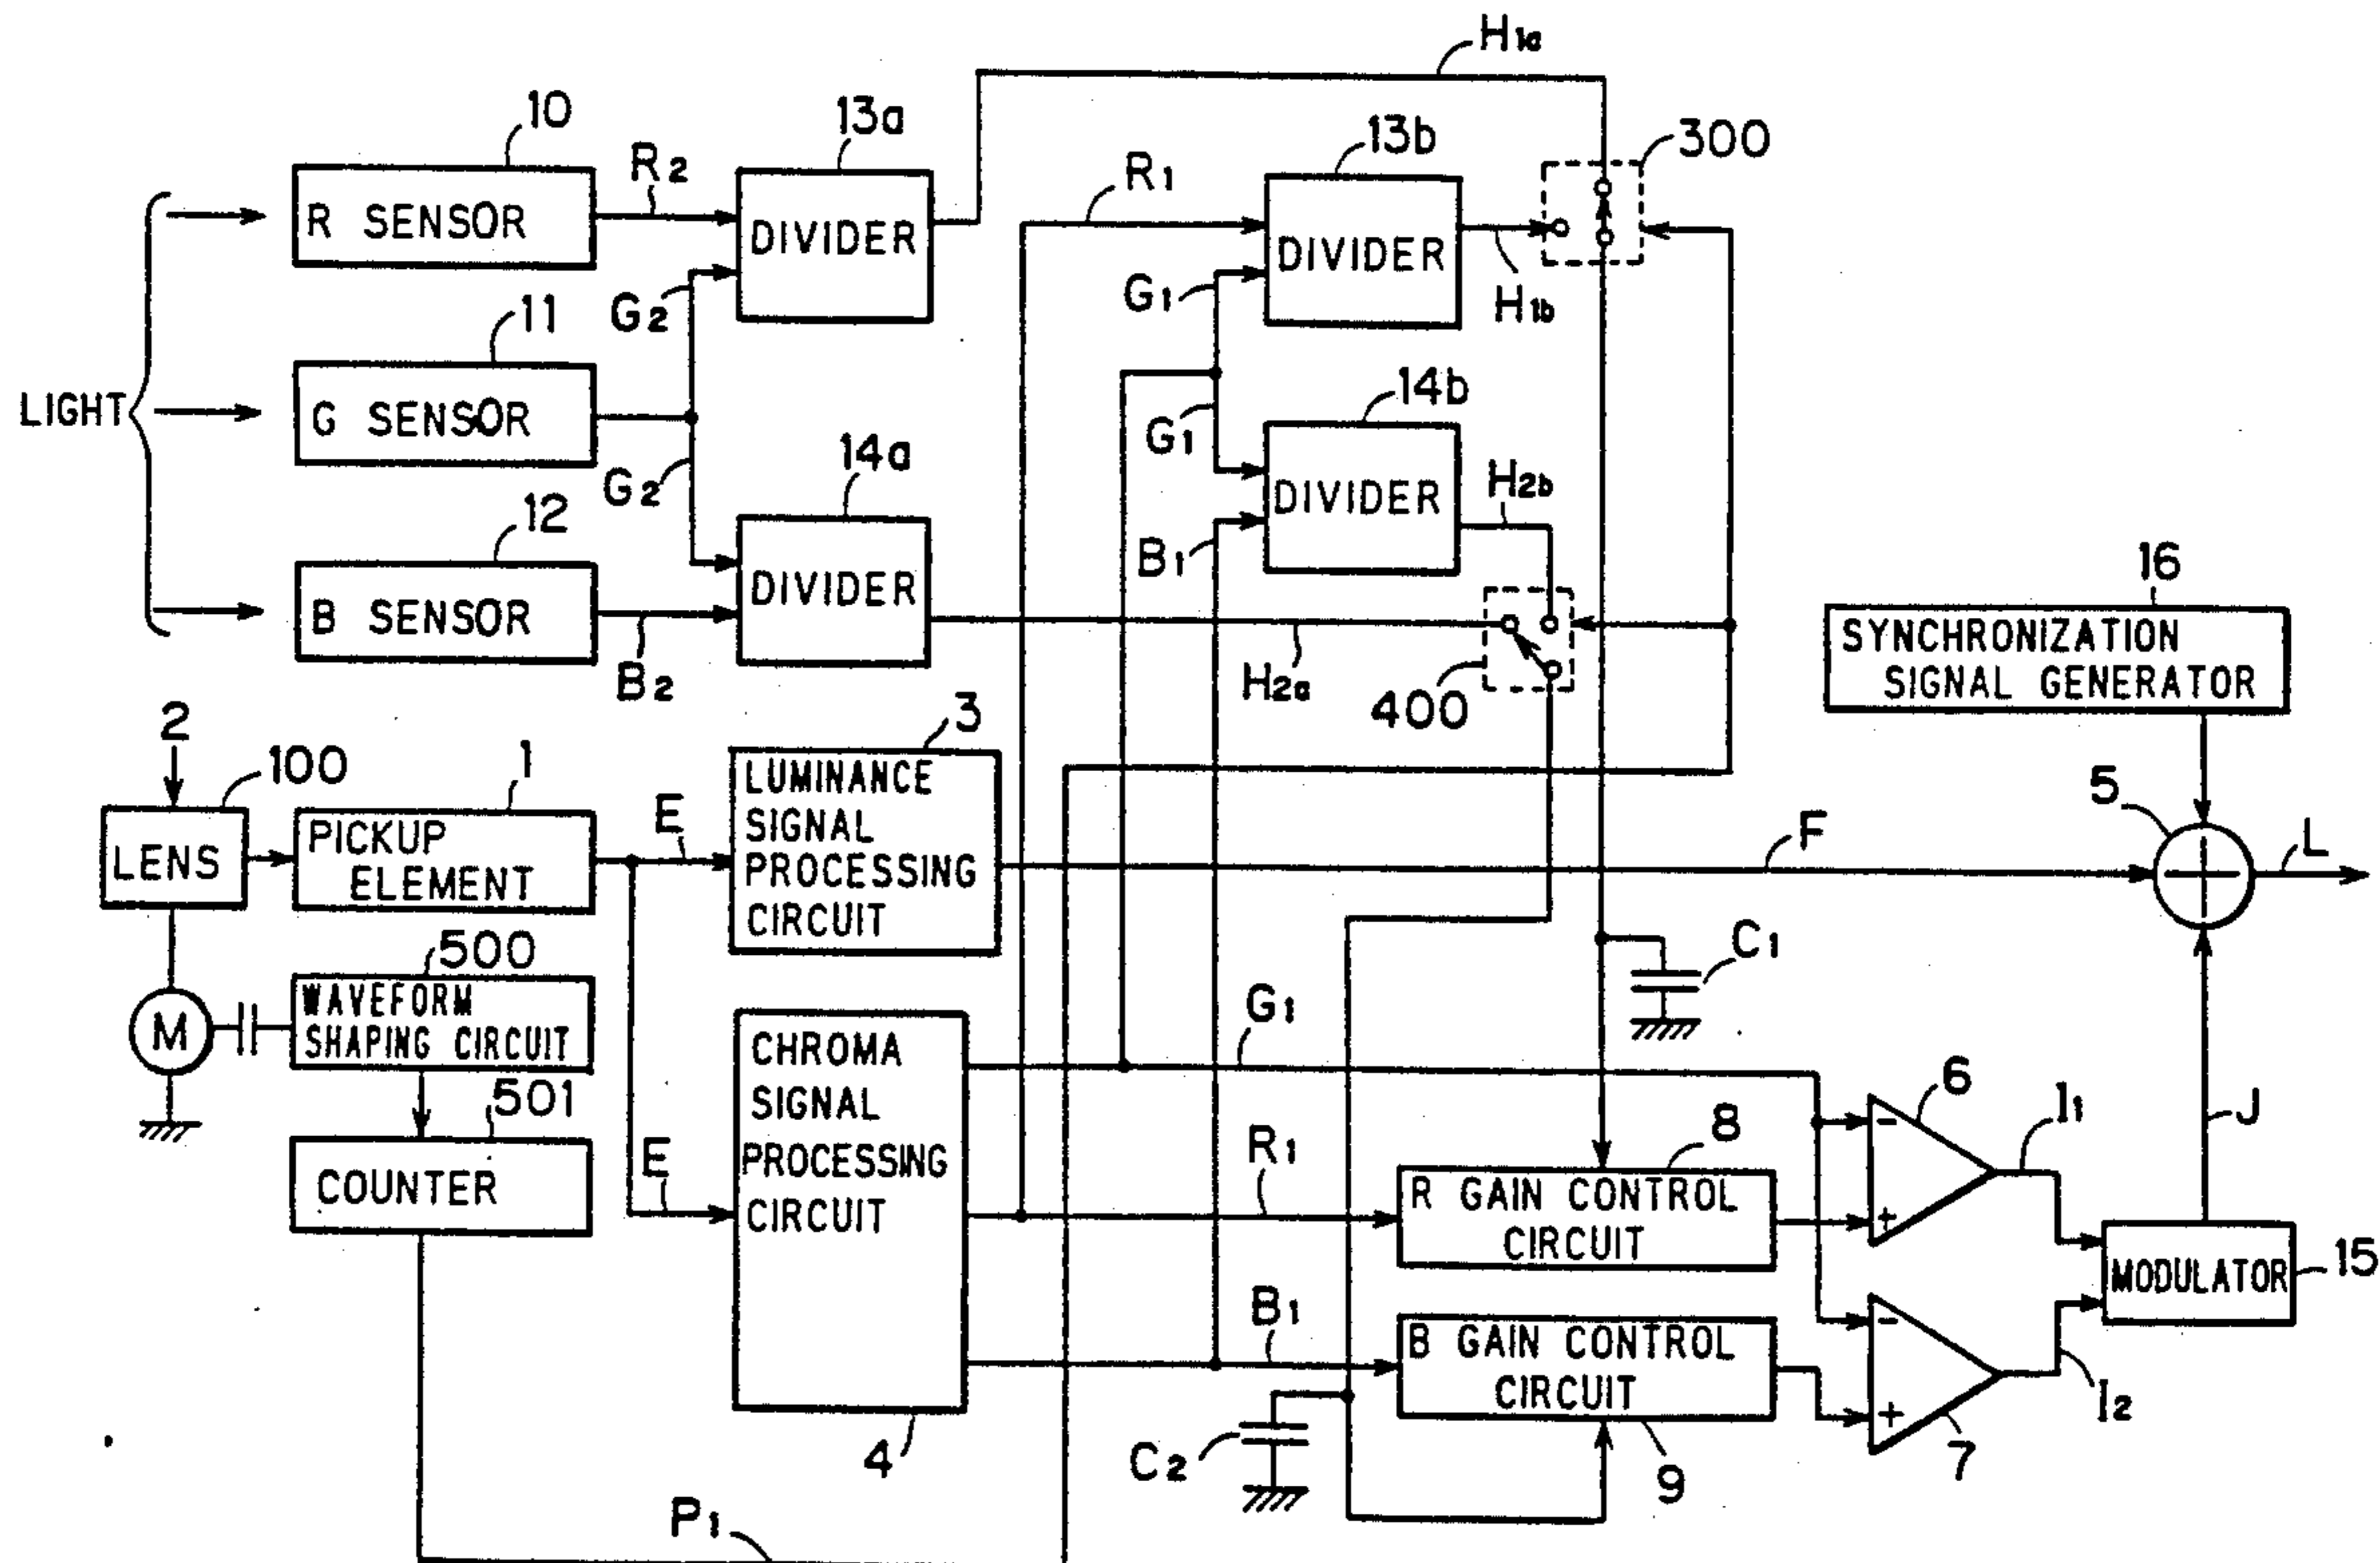 H1a
10
13a
13b
300
R2
R1
R SENSOR
DIVIDER
DIVIDER
G2
G1
H1b
11
LIGHT
G SENSOR
14b
G1
G2
14a
DIVIDER
H2b
12
B1
16
B SENSOR
DIVIDER
SYNCHRONIZATION
SIGNAL GENERATOR
B2
H2a
400
2
100
1
3
LENS
PICKUP
ELEMENT
E
LUMINANCE
SIGNAL
PROCESSING
CIRCUIT
5
F
L
500
M
WAVEFORM
SHAPING CIRCUIT
C1
501
COUNTER
E
CHROMA
SIGNAL
PROCESSING
CIRCUIT
4
G1
R1
8
R GAIN CONTROL
CIRCUIT
6
-
+
I1
J
MODULATOR
15
B1
B GAIN CONTROL
CIRCUIT
9
-
+
7
I2
C2
P1